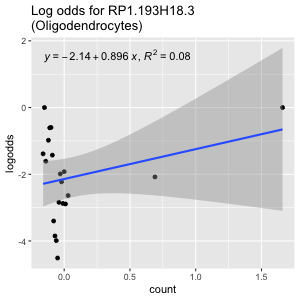 Log odds for RP1.193H18.3
(Oligodendrocytes)
y = −2.14 + 0.896 x, R² = 0.08
2
0
-2
-4
logodds
0.0 0.5 1.0 1.5
count